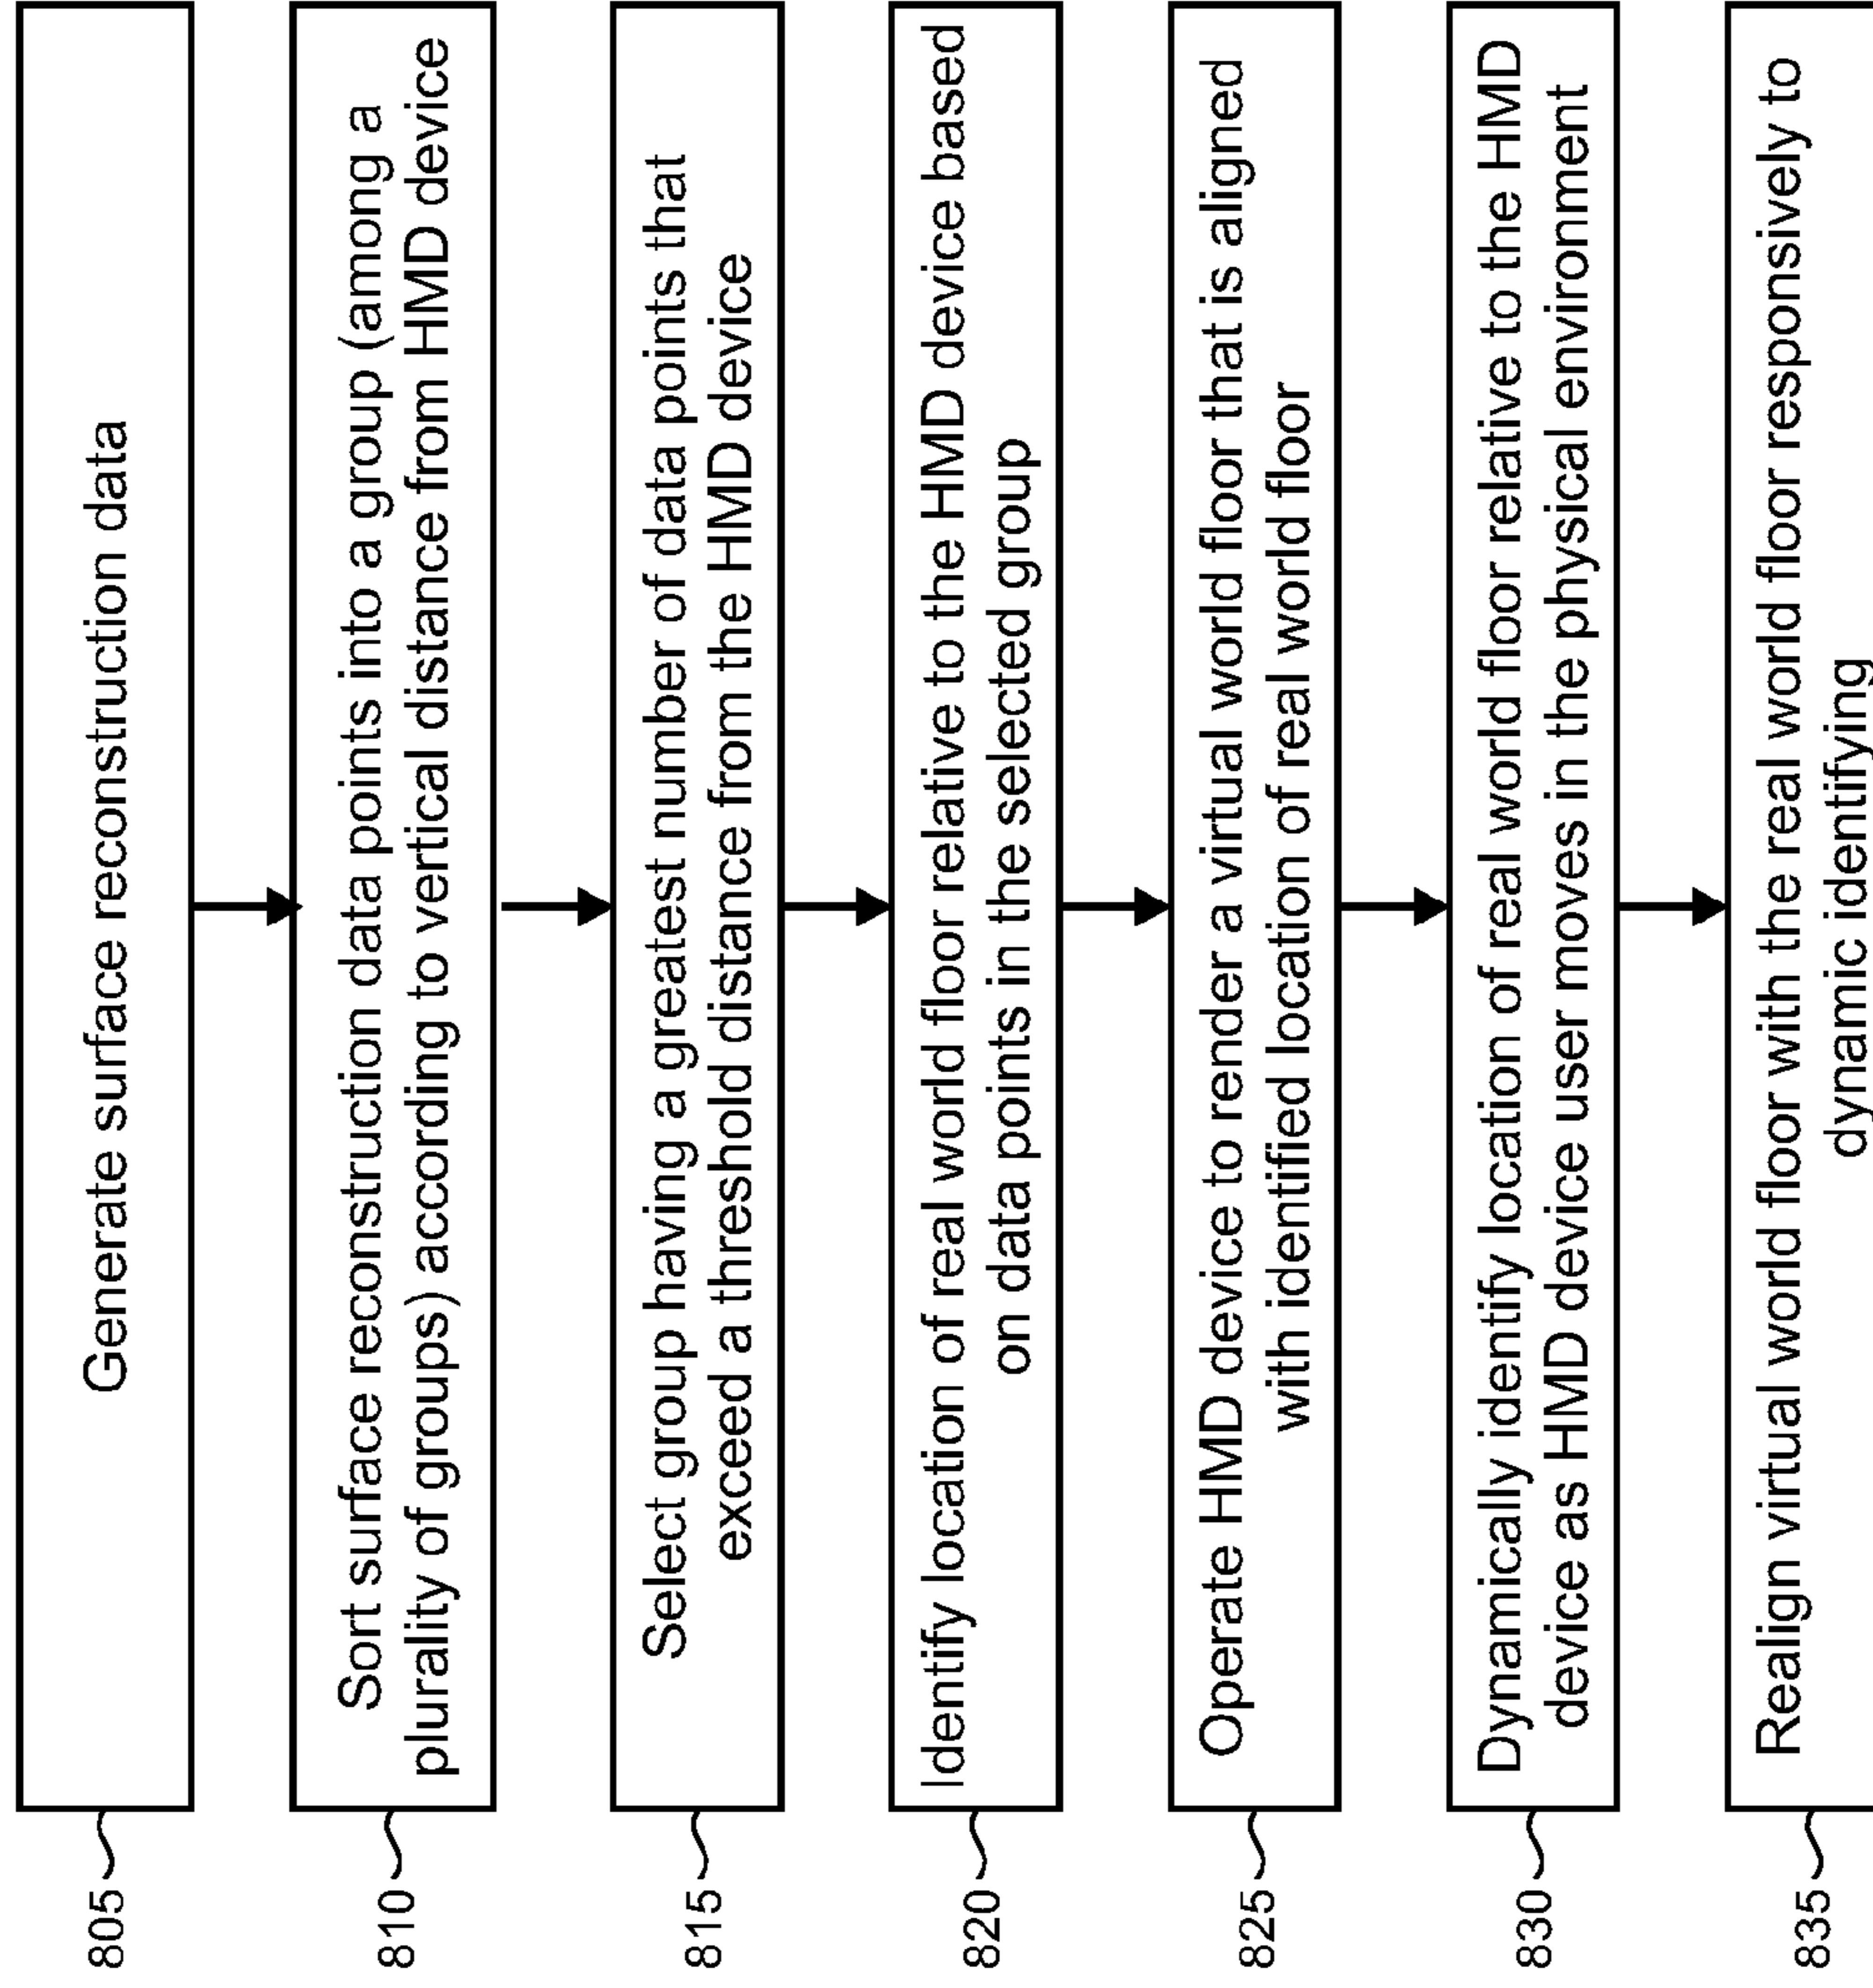 805
Generate surface reconstruction data
810
Sort surface reconstruction data points into a group (among a
plurality of groups) according to vertical distance from HMD device
815
Select group having a greatest number of data points that
exceed a threshold distance from the HMD device
820
Identify location of real world floor relative to the HMD device based
on data points in the selected group
825
Operate HMD device to render a virtual world floor that is aligned
with identified location of real world floor
830
Dynamically identify location of real world floor relative to the HMD
device as HMD device user moves in the physical environment
835
Realign virtual world floor with the real world floor responsively to
dynamic identifying